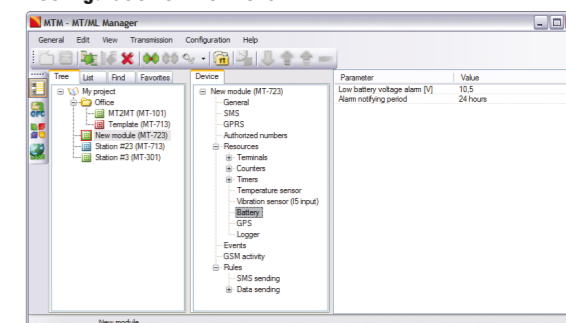 MTM - MT/ML Manager
General Edit View Transmission Configuration Help
Tree List Find Favorites
My project
Office
MT2MT (MT-101)
Template (MT-713)
New module (MT-723)
Station #23 (MT-713)
Station #3 (MT-301)
Device
New module (MT-723)
General
SMS
GPRS
Authorized numbers
Resources
Terminals
Counters
Timers
Temperature sensor
Vibration sensor (I5 input)
Battery
GPS
Logger
Events
GSM activity
Rules
SMS sending
Data sending
Parameter Value
Low battery voltage alarm [V] 10,5
Alarm notifying period 24 hours
OPC
New module